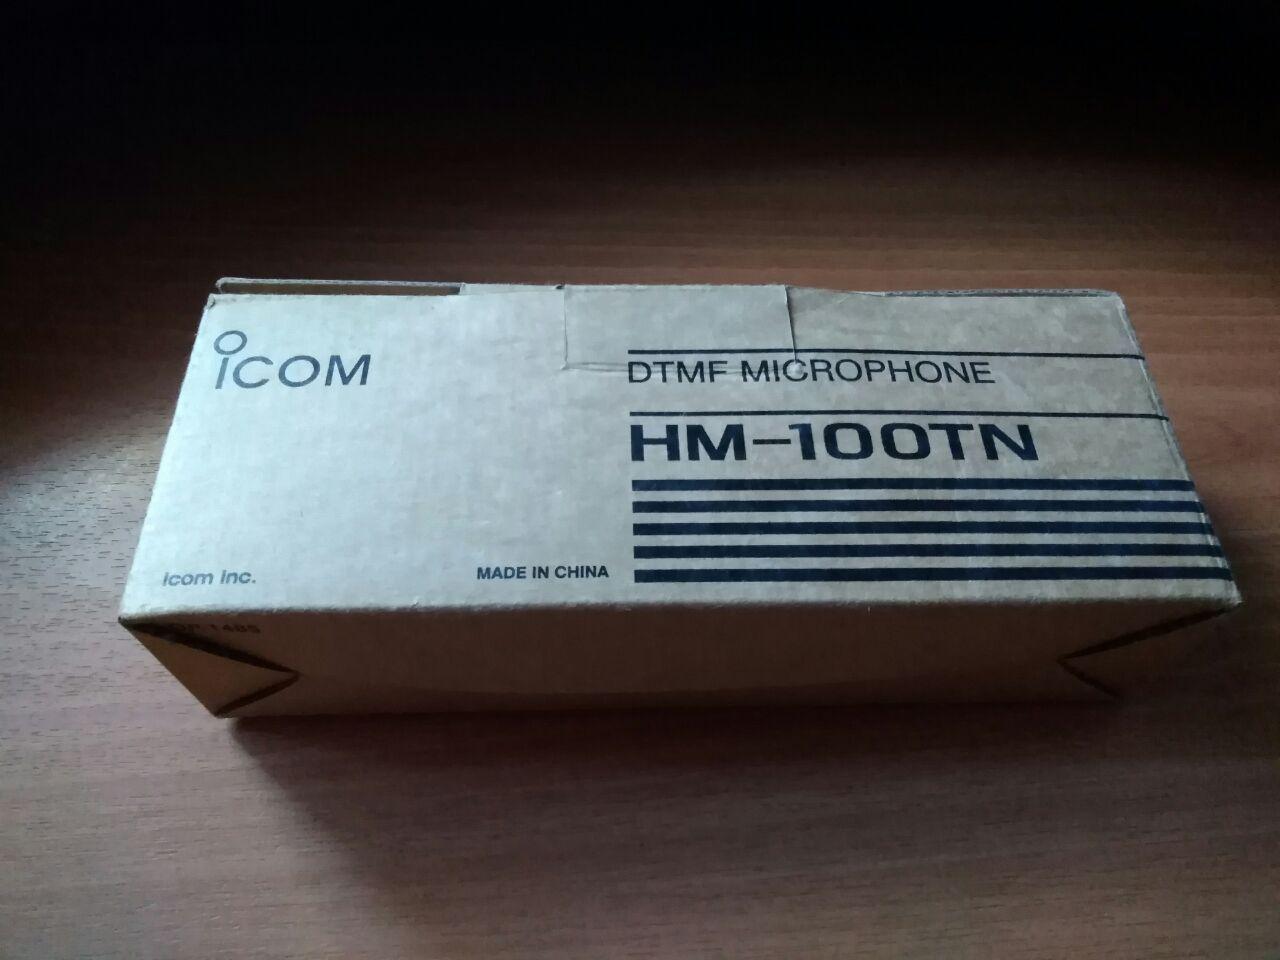 iCOM
DTMF MICROPHONE
HM-100TN
Icom Inc.
MADE IN CHINA